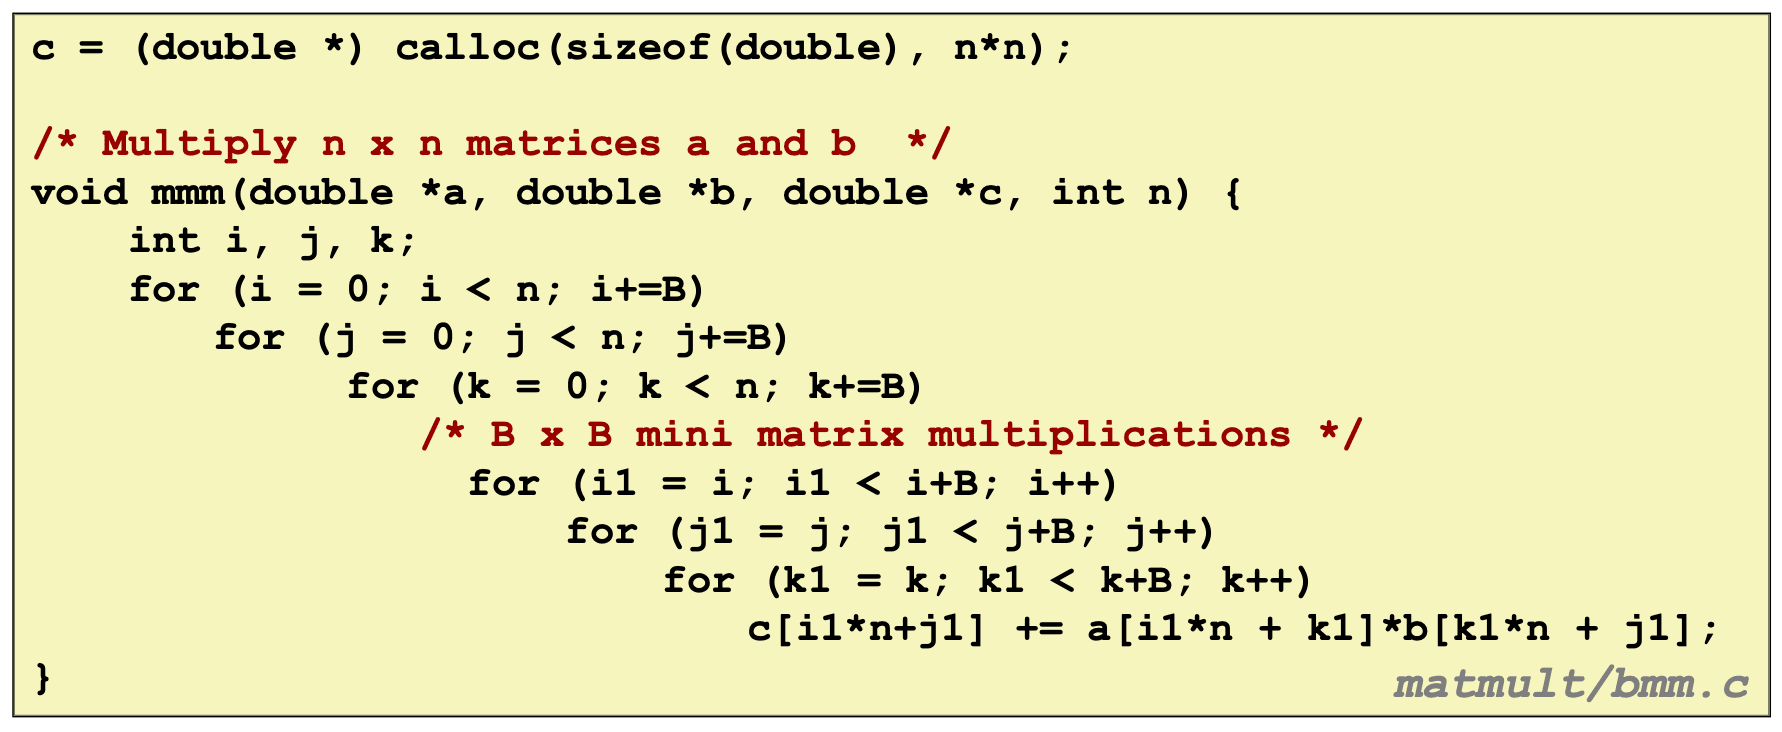 c = (double *) calloc(sizeof(double), n*n);
/* Multiply n x n matrices a and b  */
void mmm(double *a, double *b, double *c, int n) {
    int i, j, k;
    for (i = 0; i < n; i+=B)
        for (j = 0; j < n; j+=B)
             for (k = 0; k < n; k+=B)
                /* B x B mini matrix multiplications */
                  for (i1 = i; i1 < i+B; i++)
                      for (j1 = j; j1 < j+B; j++)
                          for (k1 = k; k1 < k+B; k++)
                              c[i1*n+j1] += a[i1*n + k1]*b[k1*n + j1];
}
matmult/bmm.c